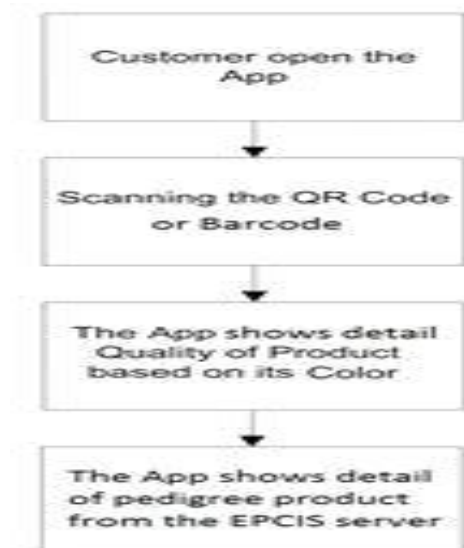 Customer open the
App
Scanning the QR Code
or Barcode
The App shows detail
Quality of Product
based on its Color
The App shows detail
of pedigree product
from the EPCIS server